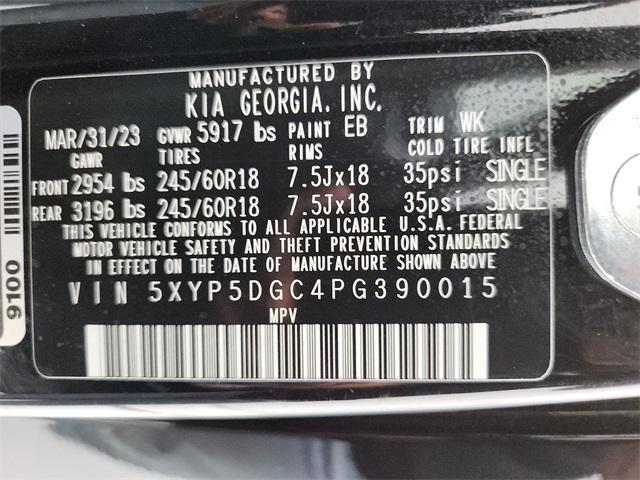 MANUFACTURED BY
KIA GEORGIA, INC.
MAR/31/23 GVWR 5917 lbs PAINT EB TRIM WK
GAWR TIRES RIMS COLD TIRE INFL
FRONT 2954 lbs 245/60R18 7.5Jx18 35psi SINGLE
REAR 3196 lbs 245/60R18 7.5Jx18 35psi SINGLE
THIS VEHICLE CONFORMS TO ALL APPLICABLE U.S.A. FEDERAL
MOTOR VEHICLE SAFETY AND THEFT PREVENTION STANDARDS
IN EFFECT ON THE DATE OF MANUFACTURE SHOWN ABOVE
VIN 5XYP5DGC4PG390015
MPV
9100